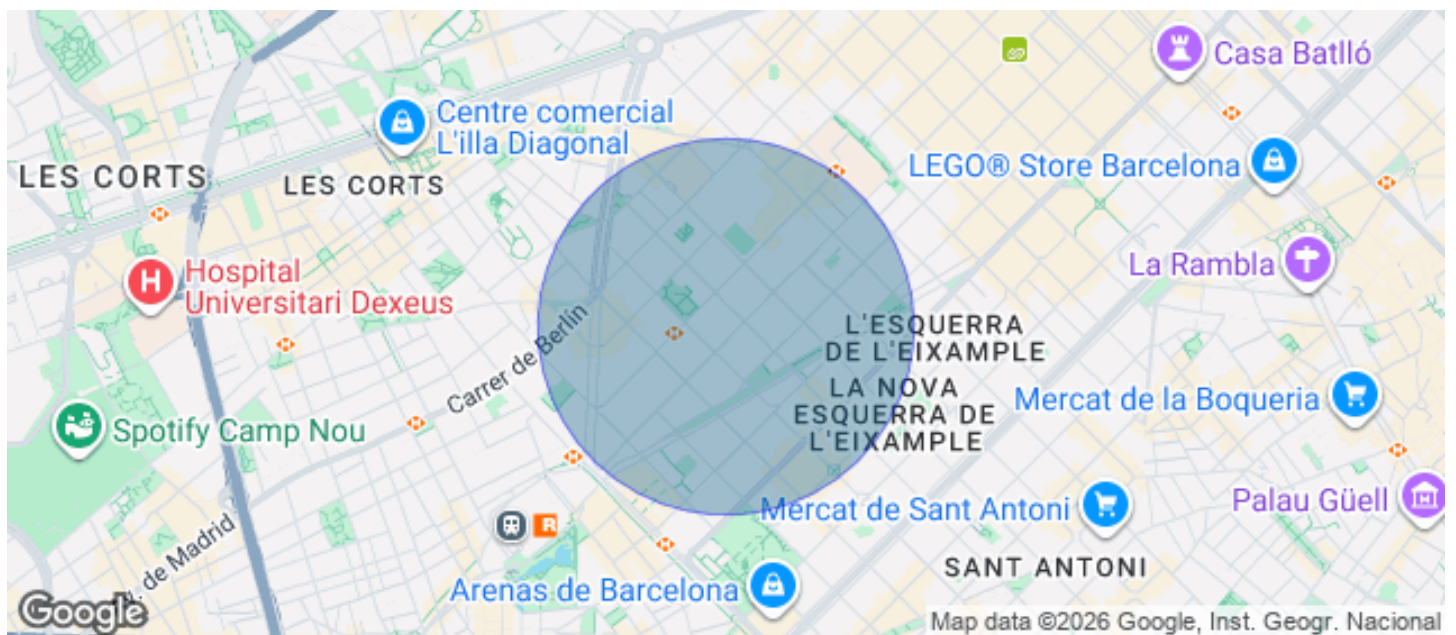 Casa Batlló
Centre comercial
L'illa Diagonal
LES CORTS
LES CORTS
LEGO® Store Barcelona
La Rambla
Hospital
Universitari Dexeus
Carrer de Berlín
L'ESQUERRA
DE L'EIXAMPLE
LA NOVA
ESQUERRA DE
L'EIXAMPLE
Mercat de la Boqueria
Spotify Camp Nou
Mercat de Sant Antoni
Palau Güell
R
de Madrid
SANT ANTONI
Arenas de Barcelona
Google
Map data ©2026 Google, Inst. Geogr. Nacional